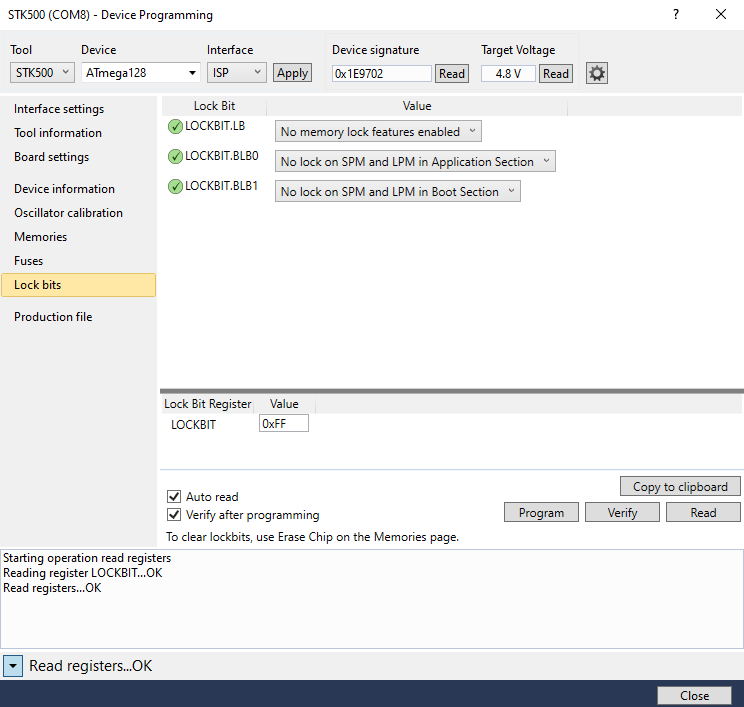 STK500 (COM8) - Device Programming
?
Tool Device Interface Device signature Target Voltage
STK500 ATmega128 ISP Apply 0x1E9702 Read 4.8 V Read
Interface settings
Tool information
Board settings
Device information
Oscillator calibration
Memories
Fuses
Lock bits
Production file
Lock Bit Value
LOCKBIT.LB No memory lock features enabled
LOCKBIT.BLB0 No lock on SPM and LPM in Application Section
LOCKBIT.BLB1 No lock on SPM and LPM in Boot Section
Lock Bit Register Value
LOCKBIT 0xFF
Copy to clipboard
Auto read
Verify after programming
Program Verify Read
To clear lockbits, use Erase Chip on the Memories page.
Starting operation read registers
Reading register LOCKBIT...OK
Read registers...OK
Read registers...OK
Close